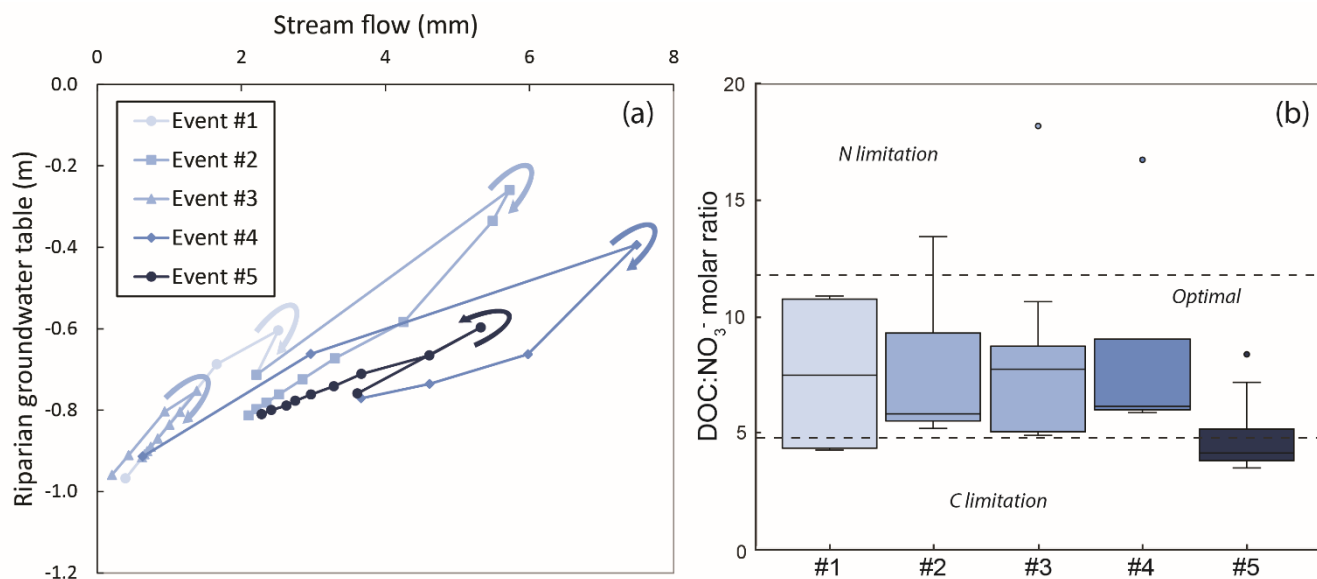 Stream flow (mm)
0 2 4 6 8
Riparian groundwater table (m)
0.0
-0.2
-0.4
-0.6
-0.8
-1.0
-1.2
Event #1
Event #2
Event #3
Event #4
Event #5
(a)
DOC:NO₃⁻ molar ratio
20
15
10
5
0
(b)
N limitation
Optimal
C limitation
#1 #2 #3 #4 #5